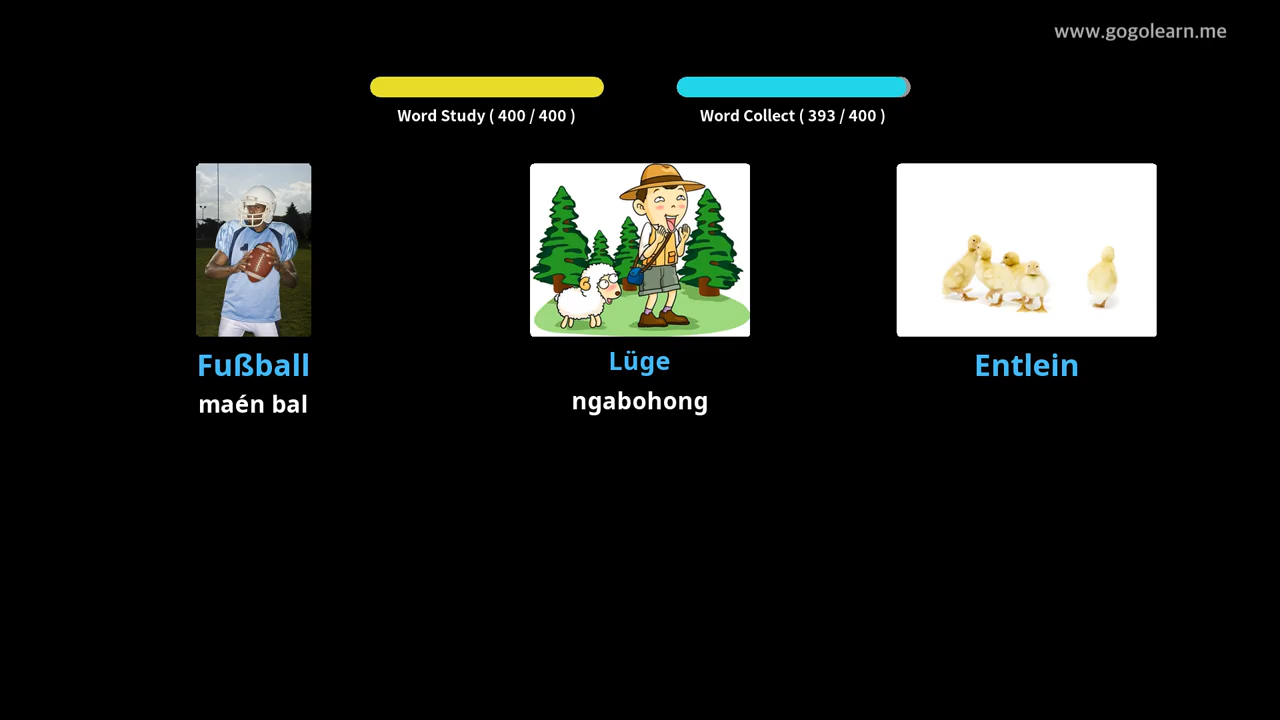 www.gogolearn.me
Word Study ( 400 / 400 )
Word Collect ( 393 / 400 )
Fußball
maén bal
Lüge
ngabohong
Entlein